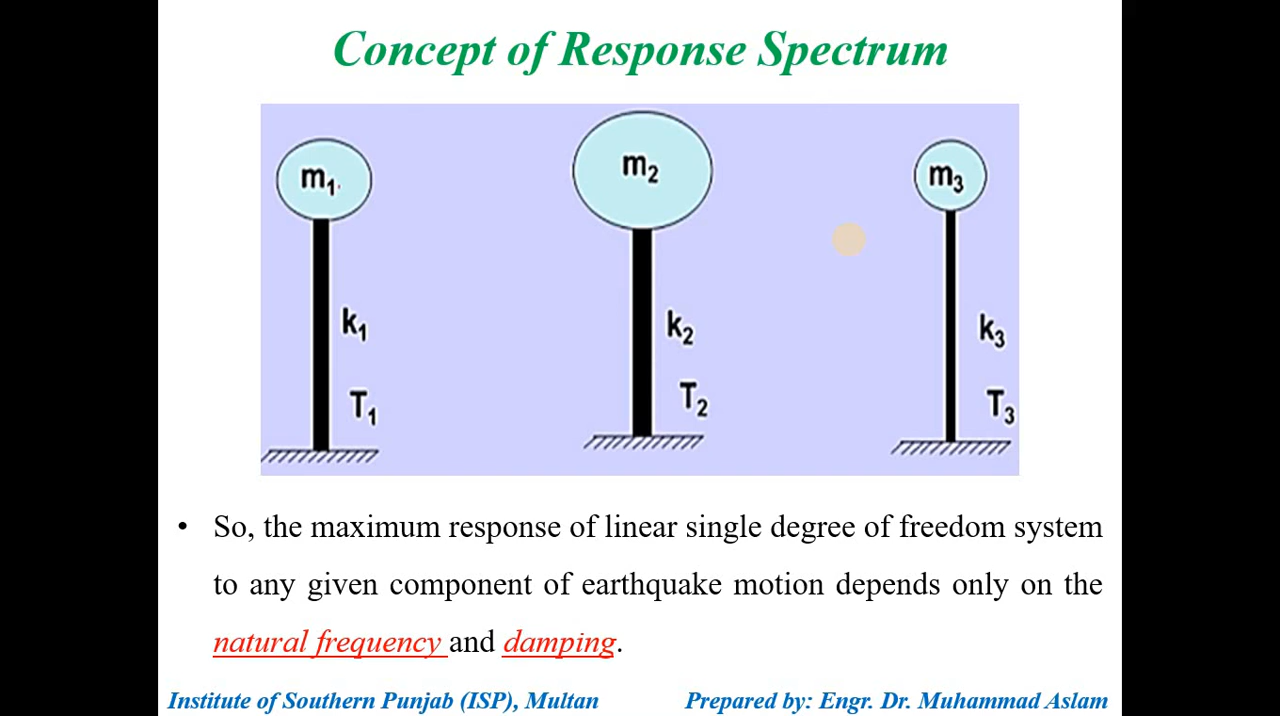 Concept of Response Spectrum
m₁ m₂ m₃
k₁ k₂ k₃
T₁ T₂ T₃
• So, the maximum response of linear single degree of freedom system
to any given component of earthquake motion depends only on the
natural frequency and damping.
Institute of Southern Punjab (ISP), Multan Prepared by: Engr. Dr. Muhammad Aslam